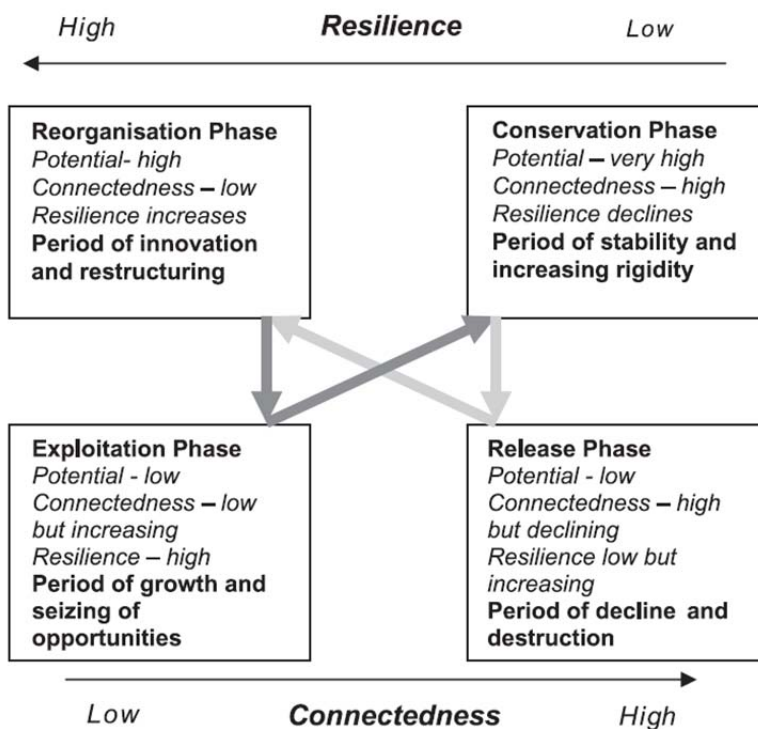 High Resilience Low
Reorganisation Phase
Potential- high
Connectedness – low
Resilience increases
Period of innovation
and restructuring
Conservation Phase
Potential – very high
Connectedness – high
Resilience declines
Period of stability and
increasing rigidity
Exploitation Phase
Potential - low
Connectedness – low
but increasing
Resilience – high
Period of growth and
seizing of
opportunities
Release Phase
Potential - low
Connectedness – high
but declining
Resilience low but
increasing
Period of decline and
destruction
Low Connectedness High